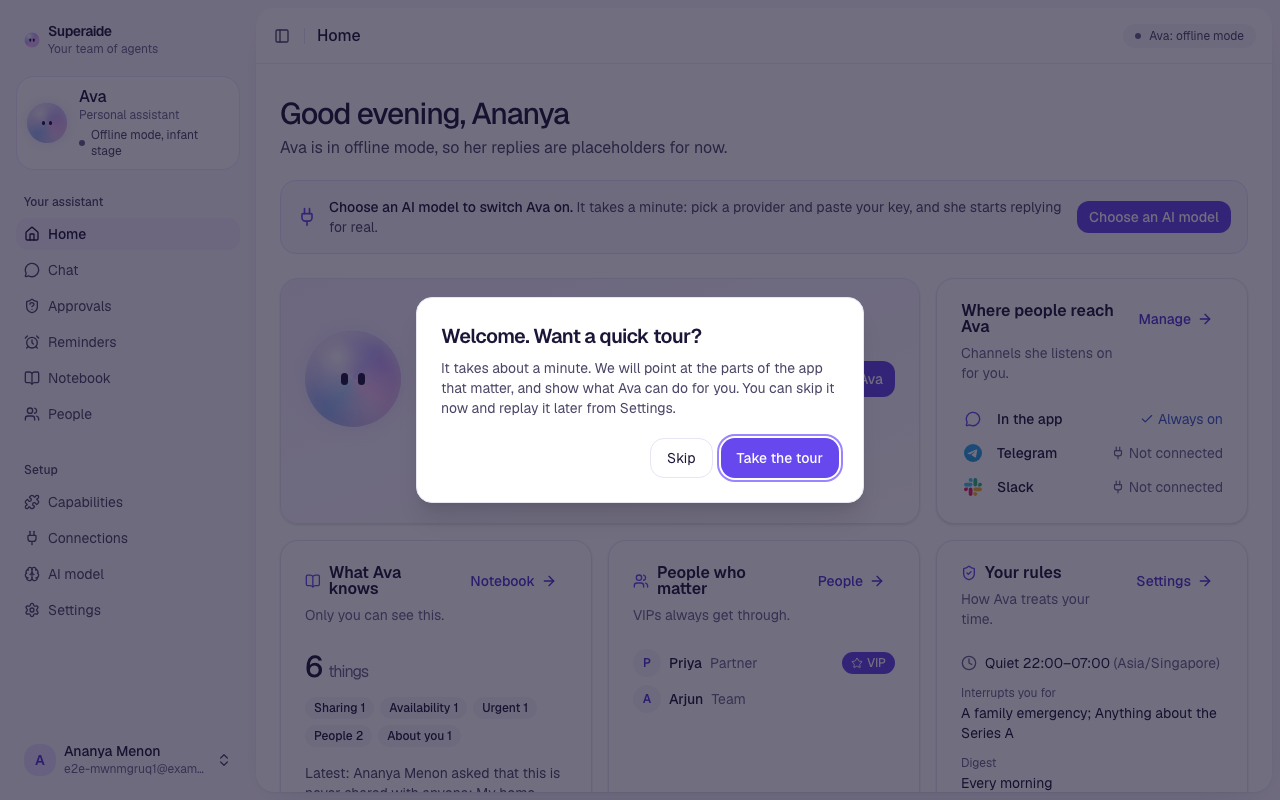 Superaide
Your team of agents
Ava
Personal assistant
Offline mode, infant
stage
Your assistant
Home
Chat
Approvals
Reminders
Notebook
People
Setup
Capabilities
Connections
AI model
Settings
A
Ananya Menon
e2e-mwnmgruq1@exam...
Home
Ava: offline mode
Good evening, Ananya
Ava is in offline mode, so her replies are placeholders for now.
Choose an AI model to switch Ava on. It takes a minute: pick a provider and paste your key, and she starts replying
for real.
Choose an AI model
Welcome. Want a quick tour?
It takes about a minute. We will point at the parts of the app
that matter, and show what Ava can do for you. You can skip it
now and replay it later from Settings.
Skip
Take the tour
Ava
Where people reach
Ava
Manage
Channels she listens on
for you.
In the app
Always on
Telegram
Not connected
Slack
Not connected
What Ava
knows
Notebook
Only you can see this.
6 things
Sharing 1
Availability 1
Urgent 1
People 2
About you 1
Latest: Ananya Menon asked that this is
never shared with anyone: My home
People who
matter
People
VIPs always get through.
P
Priya Partner
VIP
A
Arjun Team
Your rules
Settings
How Ava treats your
time.
Quiet 22:00–07:00 (Asia/Singapore)
Interrupts you for
A family emergency; Anything about the
Series A
Digest
Every morning